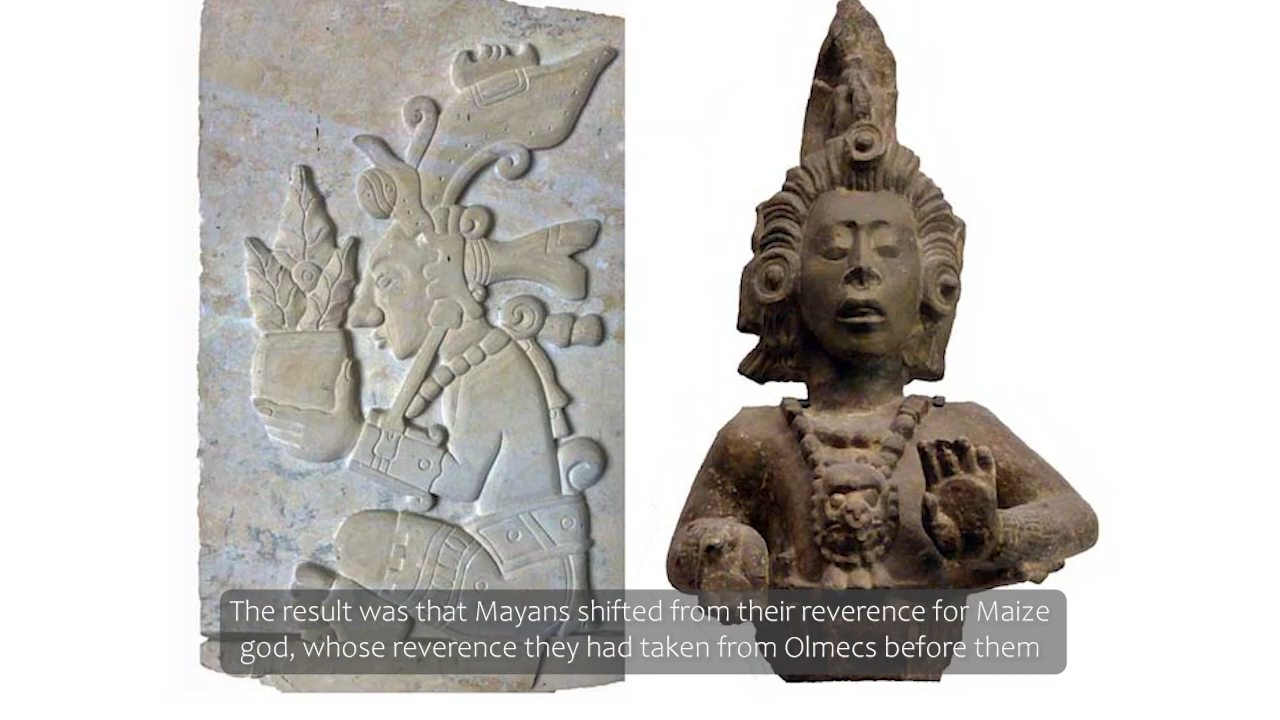 The result was that Mayans shifted from their reverence for Maize
god, whose reverence they had taken from Olmecs before them